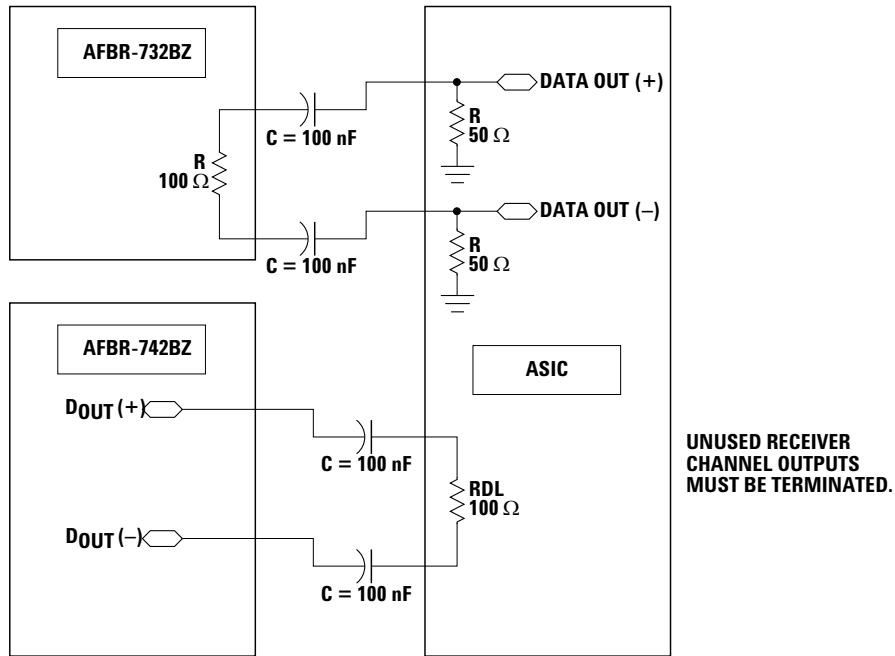 AFBR-732BZ
DATA OUT (+)
C = 100 nF
R
50 Ω
R
100 Ω
DATA OUT (–)
C = 100 nF
R
50 Ω
AFBR-742BZ
ASIC
DOUT (+)
C = 100 nF
RDL
100 Ω
DOUT (–)
C = 100 nF
UNUSED RECEIVER
CHANNEL OUTPUTS
MUST BE TERMINATED.